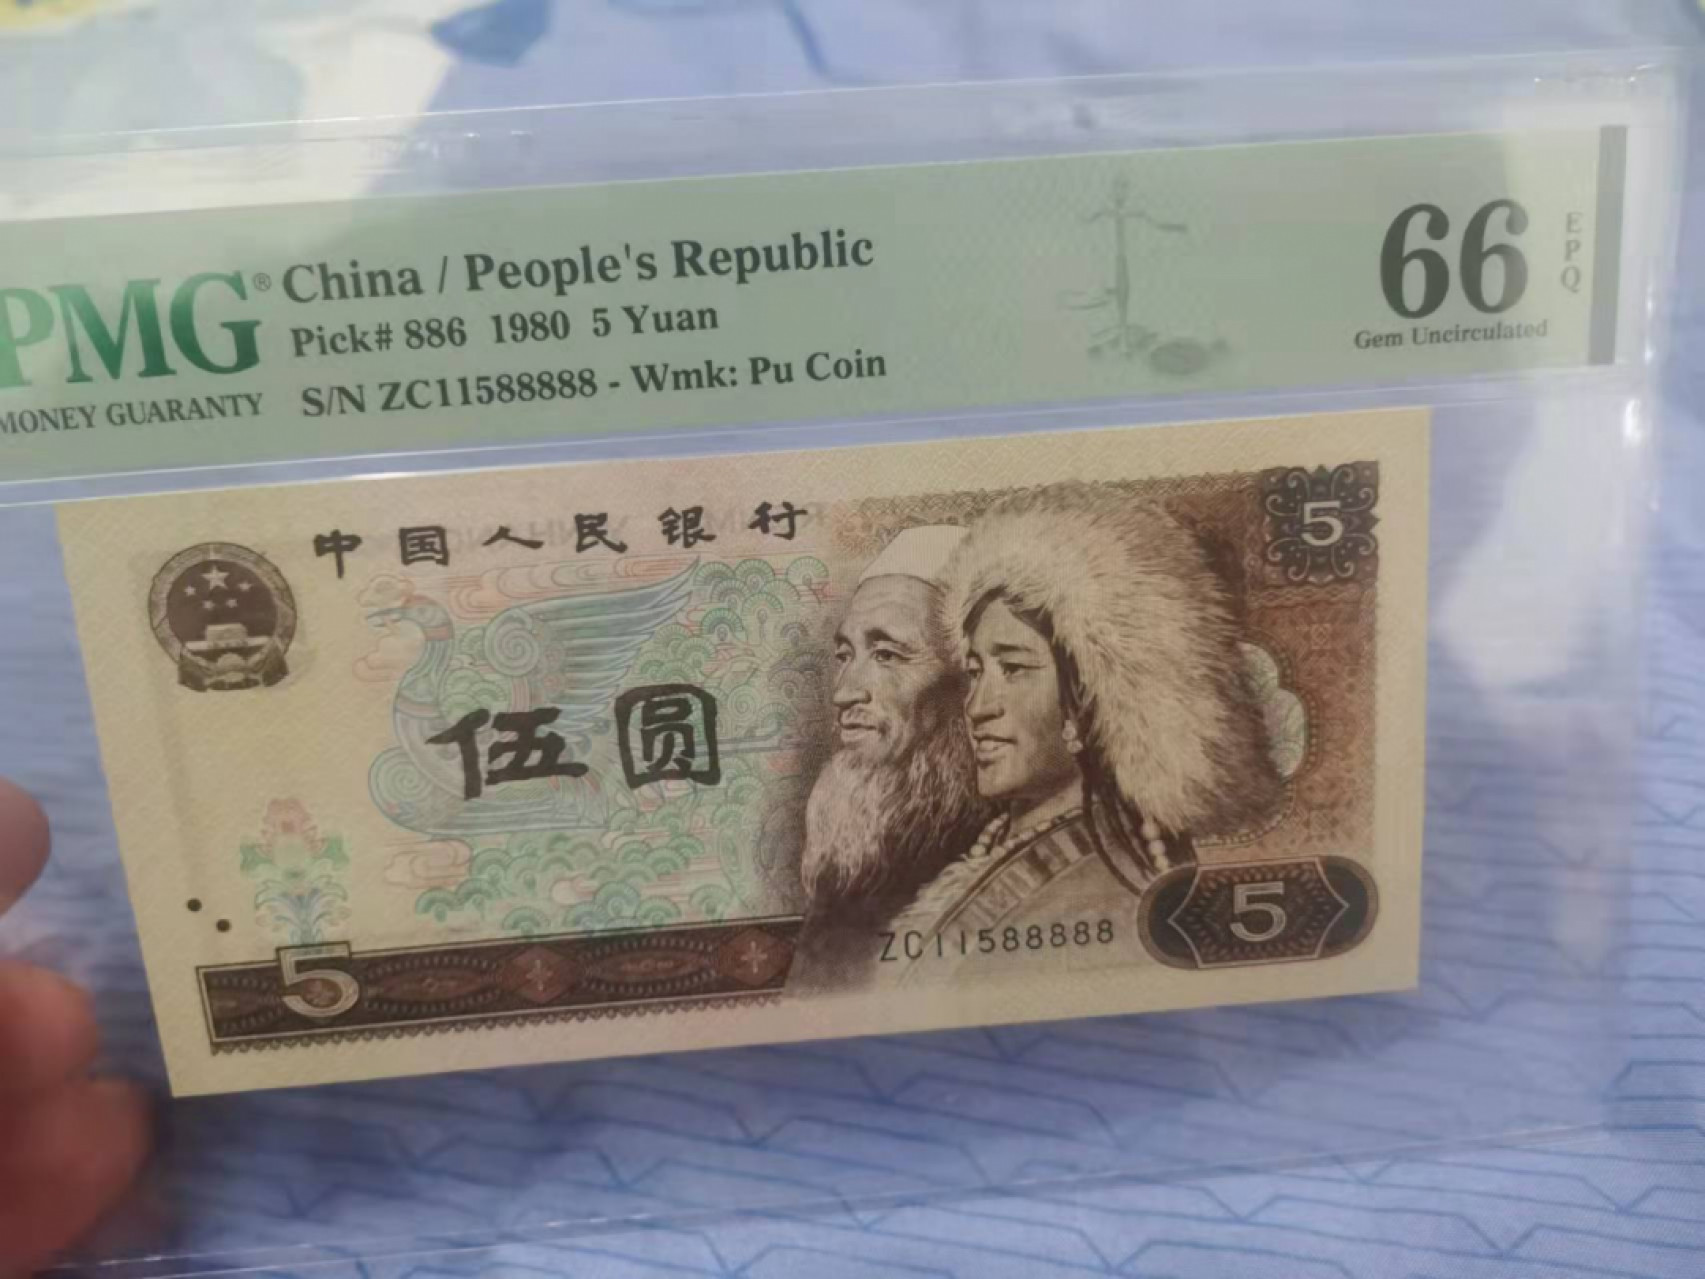 PMG® China / People's Republic 66 EPQ
Pick# 886 1980 5 Yuan Gem Uncirculated
MONEY GUARANTY S/N ZC11588888 - Wmk: Pu Coin
中国人民银行 5
伍圆
ZC11588888 5
5